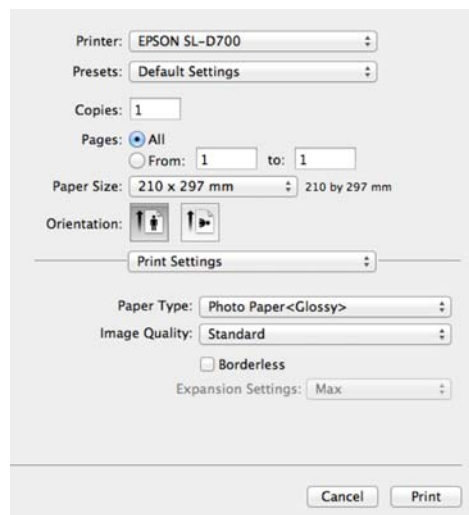 Printer: EPSON SL-D700
Presets: Default Settings
Copies: 1
Pages: All
From: 1 to: 1
Paper Size: 210 x 297 mm 210 by 297 mm
Orientation:
Print Settings
Paper Type: Photo Paper<Glossy>
Image Quality: Standard
Borderless
Expansion Settings: Max
Cancel Print